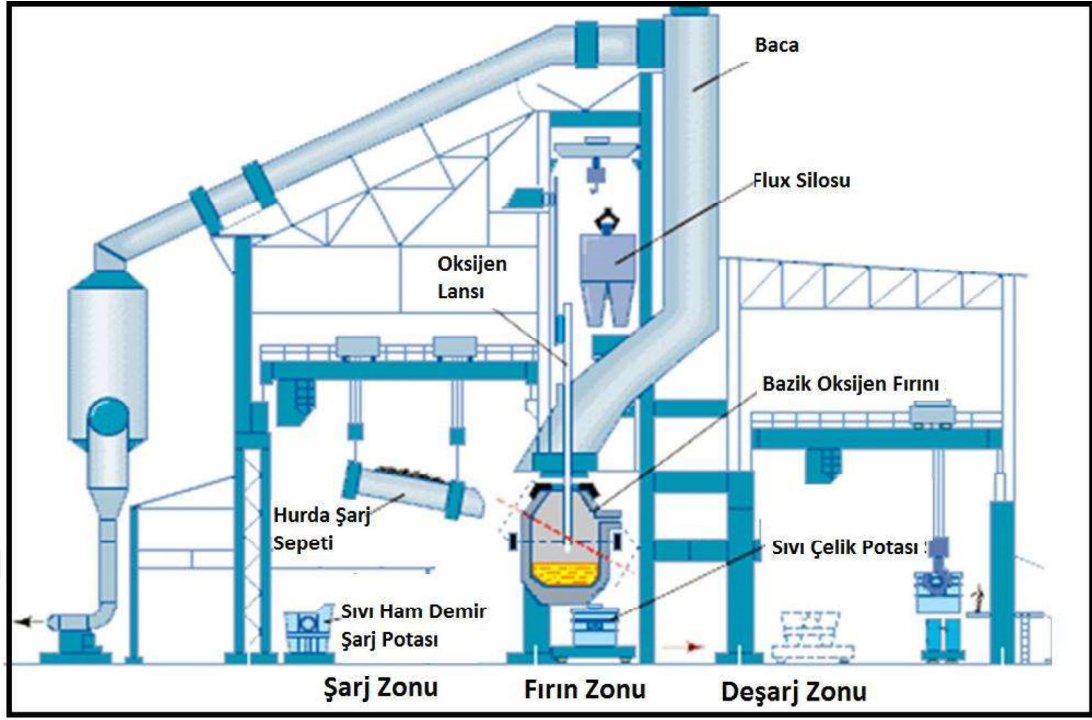 Baca
Flux Silosu
Oksijen
Lansı
Bazik Oksijen Fırını
Hurda Şarj
Sepeti
Sıvı Çelik Potası
Sıvı Ham Demir
Şarj Potası
Şarj Zonu
Fırın Zonu
Deşarj Zonu